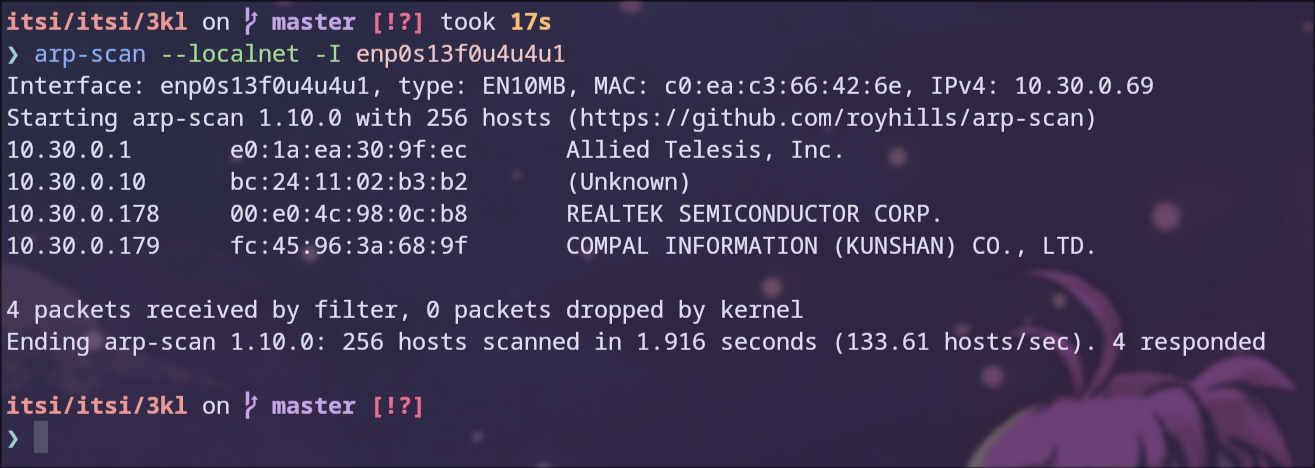 itsi/itsi/3kl on  master [!?] took 17s
❯ arp-scan --localnet -I enp0s13f0u4u4u1
Interface: enp0s13f0u4u4u1, type: EN10MB, MAC: c0:ea:c3:66:42:6e, IPv4: 10.30.0.69
Starting arp-scan 1.10.0 with 256 hosts (https://github.com/royhills/arp-scan)
10.30.0.1	e0:1a:ea:30:9f:ec	Allied Telesis, Inc.
10.30.0.10	bc:24:11:02:b3:b2	(Unknown)
10.30.0.178	00:e0:4c:98:0c:b8	REALTEK SEMICONDUCTOR CORP.
10.30.0.179	fc:45:96:3a:68:9f	COMPAL INFORMATION (KUNSHAN) CO., LTD.
4 packets received by filter, 0 packets dropped by kernel
Ending arp-scan 1.10.0: 256 hosts scanned in 1.916 seconds (133.61 hosts/sec). 4 responded
itsi/itsi/3kl on  master [!?]
❯